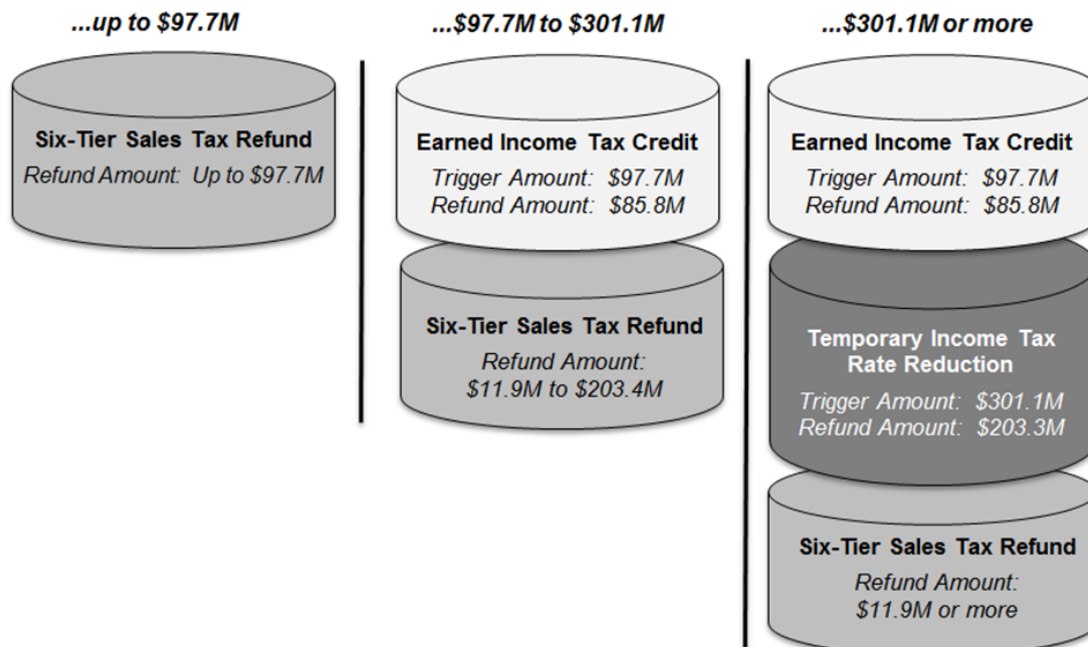 ...up to $97.7M
Six-Tier Sales Tax Refund
Refund Amount: Up to $97.7M
...$97.7M to $301.1M
Earned Income Tax Credit
Trigger Amount: $97.7M
Refund Amount: $85.8M
Six-Tier Sales Tax Refund
Refund Amount:
$11.9M to $203.4M
...$301.1M or more
Earned Income Tax Credit
Trigger Amount: $97.7M
Refund Amount: $85.8M
Temporary Income Tax
Rate Reduction
Trigger Amount: $301.1M
Refund Amount: $203.3M
Six-Tier Sales Tax Refund
Refund Amount:
$11.9M or more